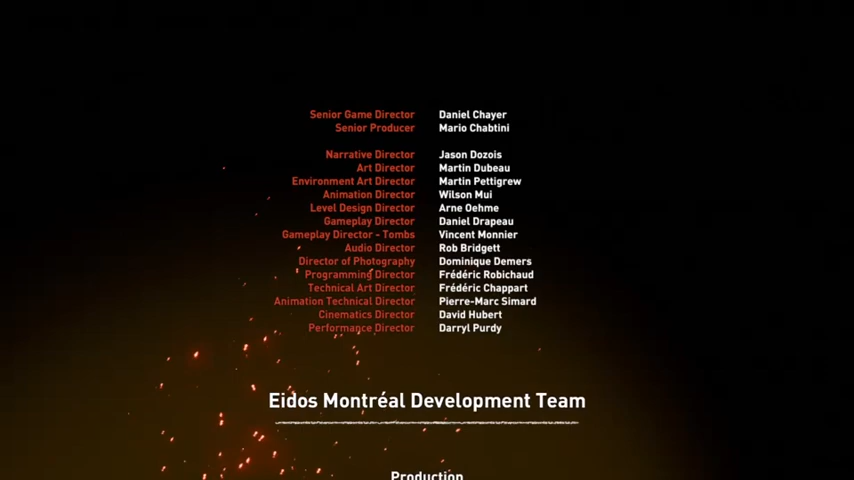 Senior Game Director Daniel Chayer
Senior Producer Mario Chabtini
Narrative Director Jason Dozois
Art Director Martin Dubeau
Environment Art Director Martin Pettigrew
Animation Director Wilson Mui
Level Design Director Arne Oehme
Gameplay Director Daniel Drapeau
Gameplay Director - Tombs Vincent Monnier
Audio Director Rob Bridgett
Director of Photography Dominique Demers
Programming Director Frédéric Robichaud
Technical Art Director Frédéric Chappart
Animation Technical Director Pierre-Marc Simard
Cinematics Director David Hubert
Performance Director Darryl Purdy
Eidos Montréal Development Team
Production